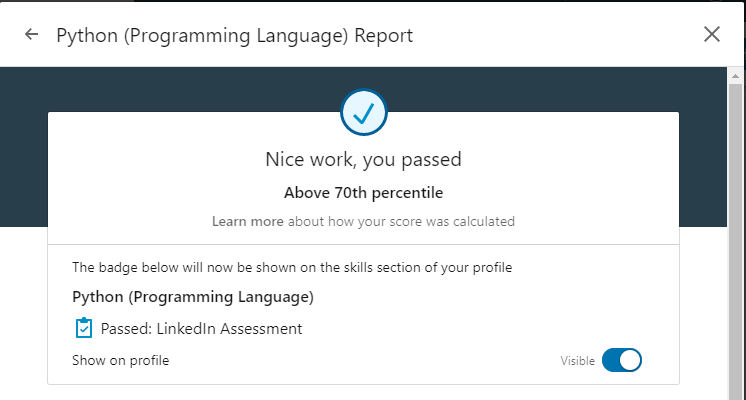 Python (Programming Language) Report
Nice work, you passed
Above 70th percentile
Learn more about how your score was calculated
The badge below will now be shown on the skills section of your profile
Python (Programming Language)
Passed: LinkedIn Assessment
Show on profile
Visible